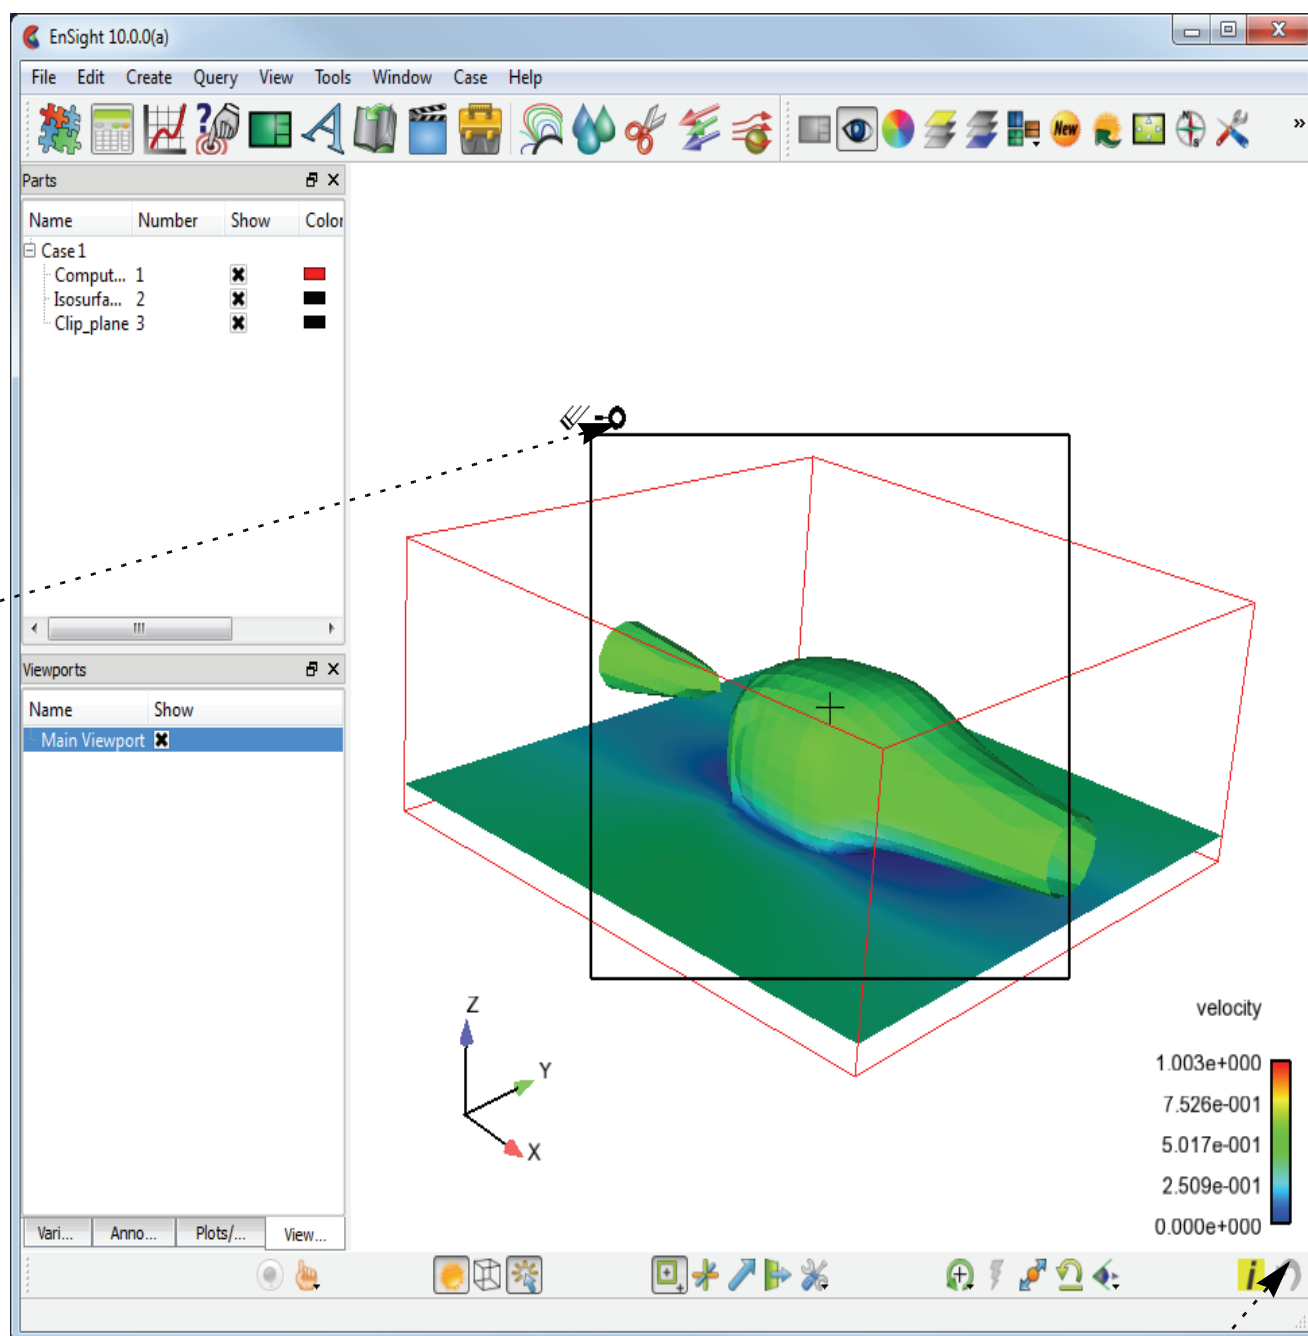 EnSight 10.0.0(a)
File Edit Create Query View Tools Window Case Help
New
N
S
»
Parts
Name Number Show Color
Case 1
Comput... 1
Isosurfa... 2
Clip_plane 3
Viewports
Name Show
Main Viewport
Z
Y
X
velocity
1.003e+000
7.526e-001
5.017e-001
2.509e-001
0.000e+000
Vari... Anno... Plots/... View...
i